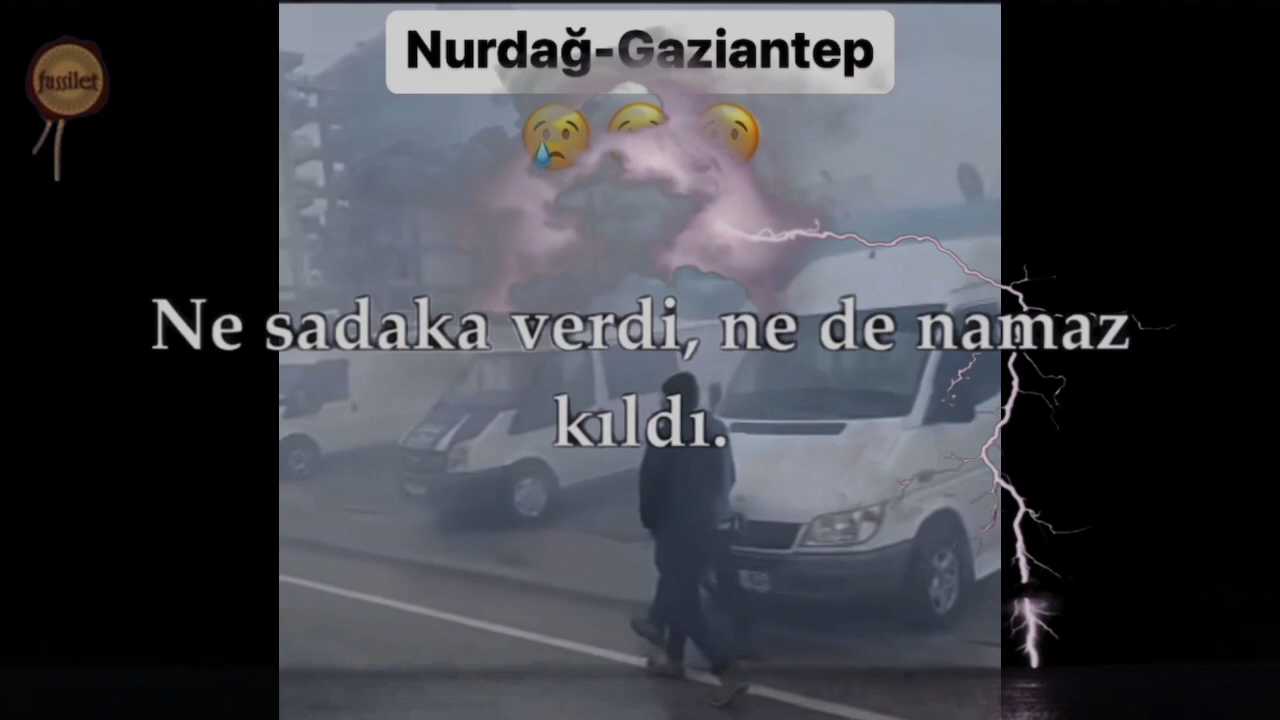 fussilet
Nurdağ-Gaziantep
Ne sadaka verdi, ne de namaz
kıldı.